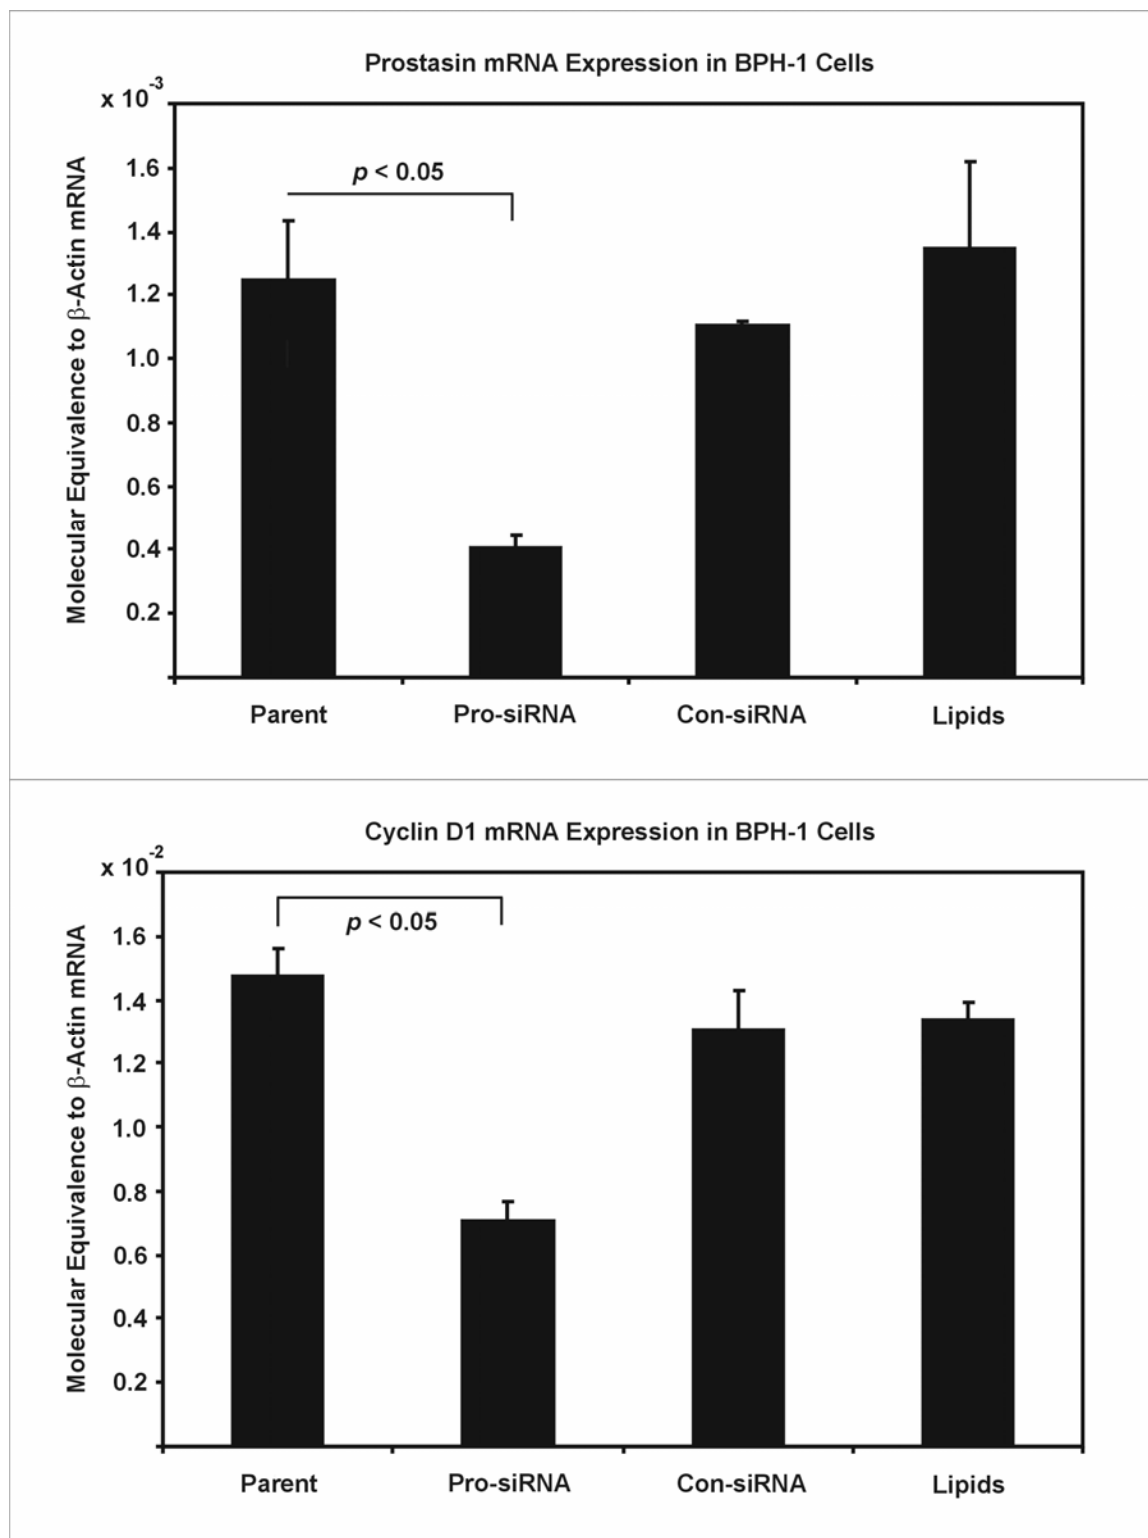 Prostasin mRNA Expression in BPH-1 Cells
x 10-3
Molecular Equivalence to β-Actin mRNA
1.6
1.4
1.2
1.0
0.8
0.6
0.4
0.2
p < 0.05
Parent Pro-siRNA Con-siRNA Lipids
Cyclin D1 mRNA Expression in BPH-1 Cells
x 10-2
Molecular Equivalence to β-Actin mRNA
1.6
1.4
1.2
1.0
0.8
0.6
0.4
0.2
p < 0.05
Parent Pro-siRNA Con-siRNA Lipids